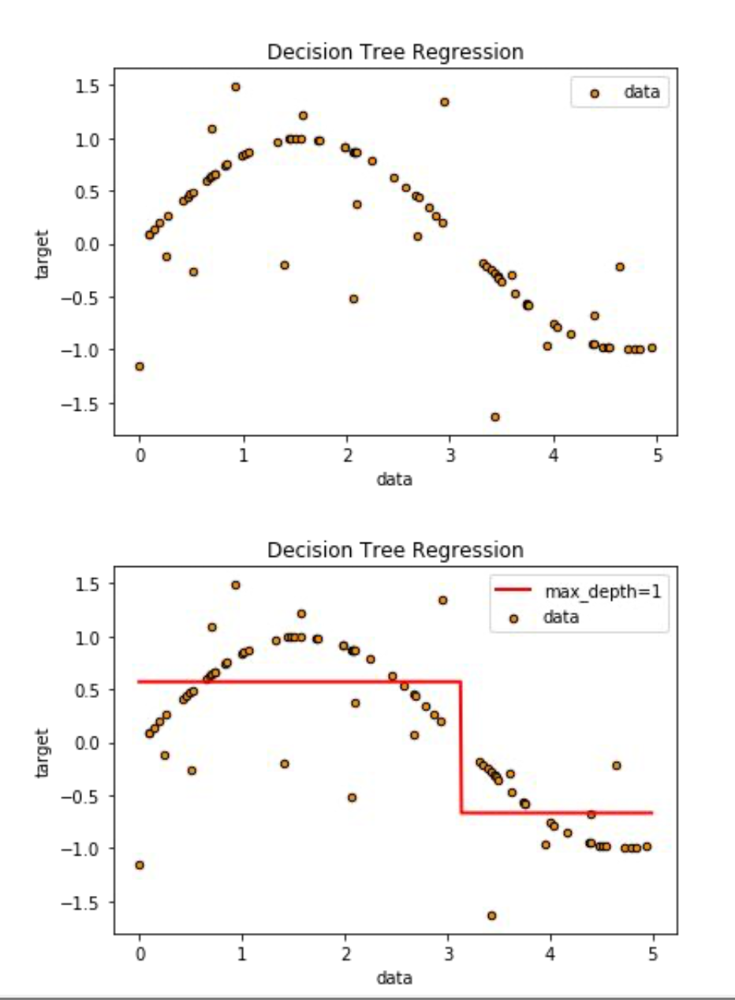 Decision Tree Regression
1.5
data
1.0
0.5
0.0
target
−0.5
−1.0
−1.5
0 1 2 3 4 5
data
Decision Tree Regression
1.5
max_depth=1
data
1.0
0.5
0.0
target
−0.5
−1.0
−1.5
0 1 2 3 4 5
data